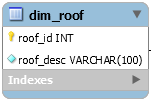 dim_roof
roof_id INT
roof_desc VARCHAR(100)
Indexes